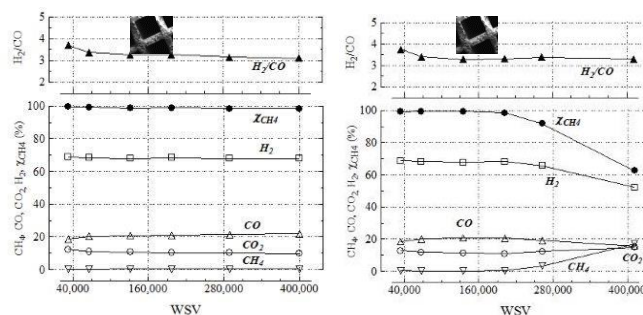 H2/CO
5
4
3
2
H2/CO
CH4, CO, CO2, H2, χCH4 (%)
100
80
60
40
20
0
χCH4
H2
CO
CO2
CH4
40,000 160,000 280,000 400,000
WSV
H2/CO
5
4
3
2
H2/CO
CH4, CO, CO2, H2, χCH4 (%)
100
80
60
40
20
0
χCH4
H2
CO
CH4
CO2
40,000 160,000 280,000 400,000
WSV